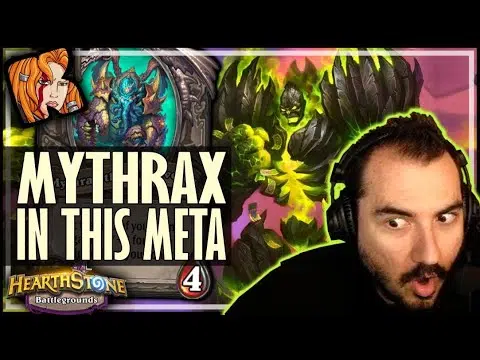 MYTHRAX
IN THIS META
HEARTHSTONE
Battlegrounds
4